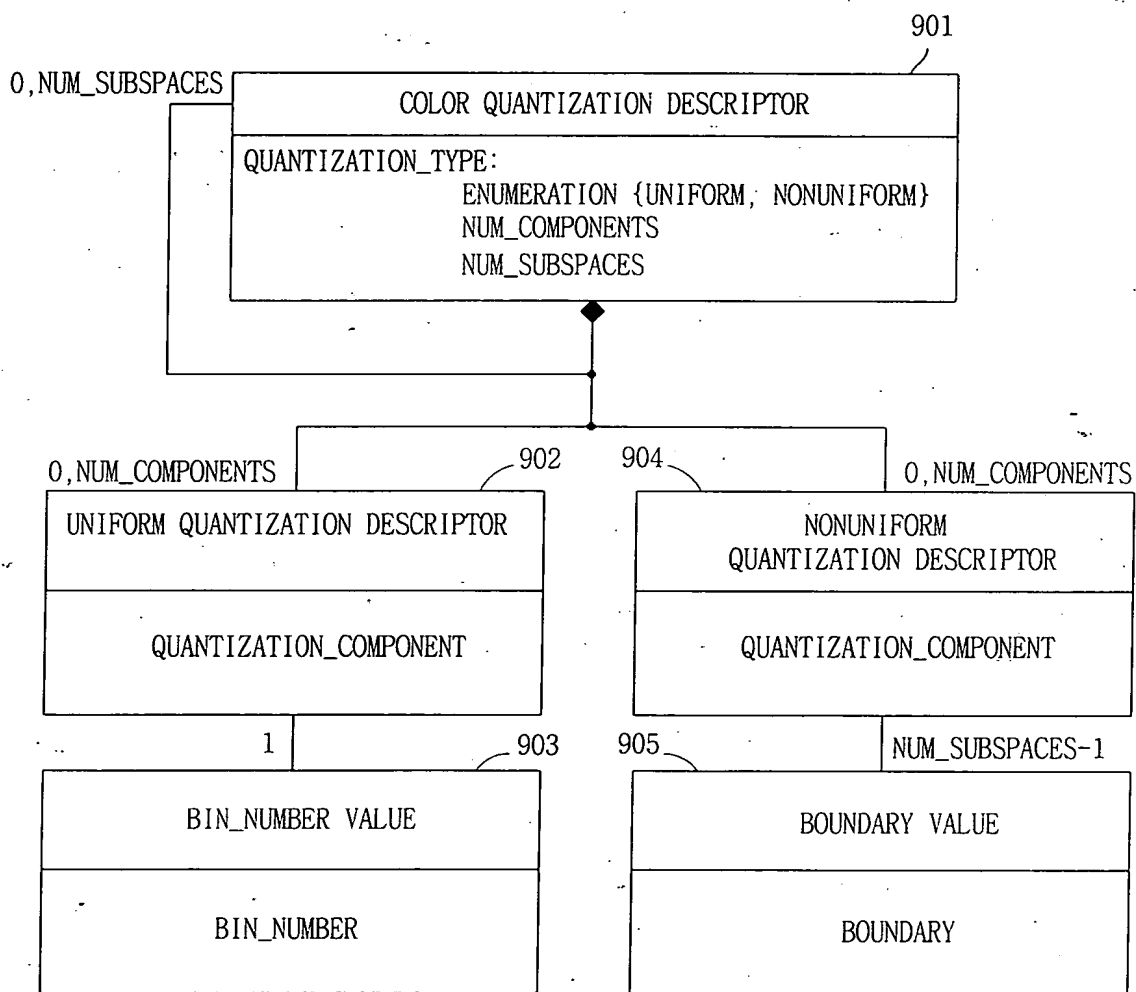 901
0,NUM_SUBSPACES
COLOR QUANTIZATION DESCRIPTOR
QUANTIZATION_TYPE:
ENUMERATION {UNIFORM, NONUNIFORM}
NUM_COMPONENTS
NUM_SUBSPACES
0,NUM_COMPONENTS
902
904
0,NUM_COMPONENTS
UNIFORM QUANTIZATION DESCRIPTOR
NONUNIFORM
QUANTIZATION DESCRIPTOR
QUANTIZATION_COMPONENT
QUANTIZATION_COMPONENT
1
903
905
NUM_SUBSPACES-1
BIN_NUMBER VALUE
BOUNDARY VALUE
BIN_NUMBER
BOUNDARY